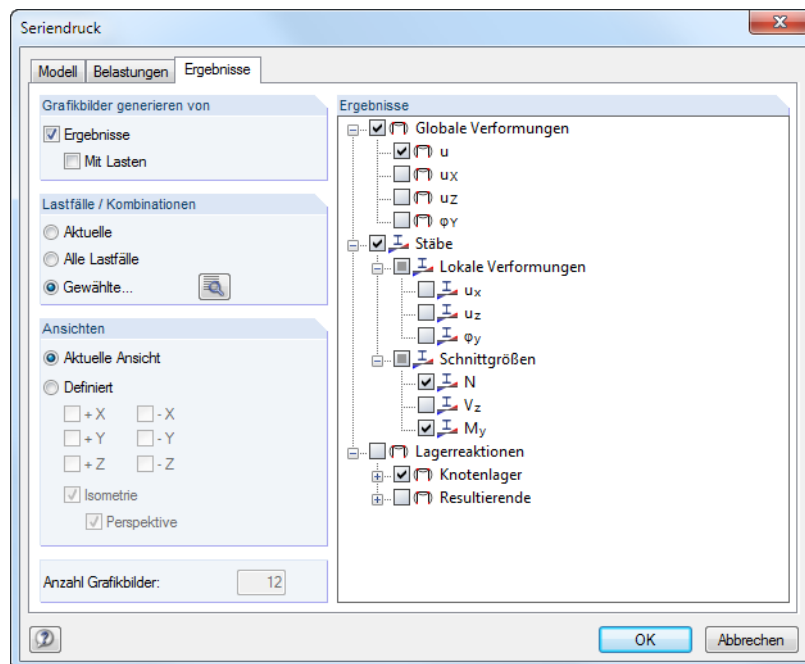 Seriendruck
Modell Belastungen Ergebnisse
Grafikbilder generieren von
Ergebnisse
Mit Lasten
Lastfälle / Kombinationen
Aktuelle
Alle Lastfälle
Gewählte...
Ansichten
Aktuelle Ansicht
Definiert
+ X - X
+ Y - Y
+ Z - Z
Isometrie
Perspektive
Anzahl Grafikbilder: 12
Ergebnisse
Globale Verformungen
u
uX
uZ
φY
Stäbe
Lokale Verformungen
ux
uz
φy
Schnittgrößen
N
Vz
My
Lagerreaktionen
Knotenlager
Resultierende
OK Abbrechen